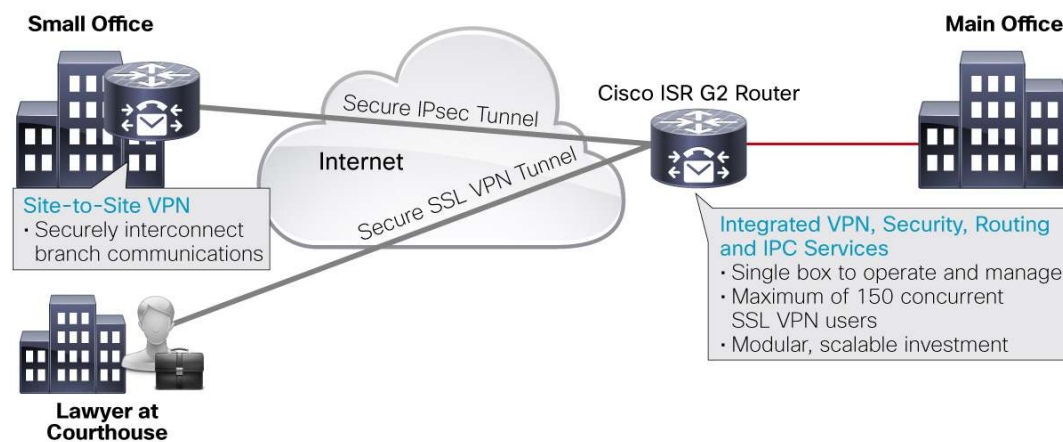 Small Office
Main Office
Cisco ISR G2 Router
Secure IPsec Tunnel
Internet
Secure SSL VPN Tunnel
Site-to-Site VPN
· Securely interconnect
branch communications
Integrated VPN, Security, Routing
and IPC Services
· Single box to operate and manage
· Maximum of 150 concurrent
SSL VPN users
· Modular, scalable investment
Lawyer at
Courthouse